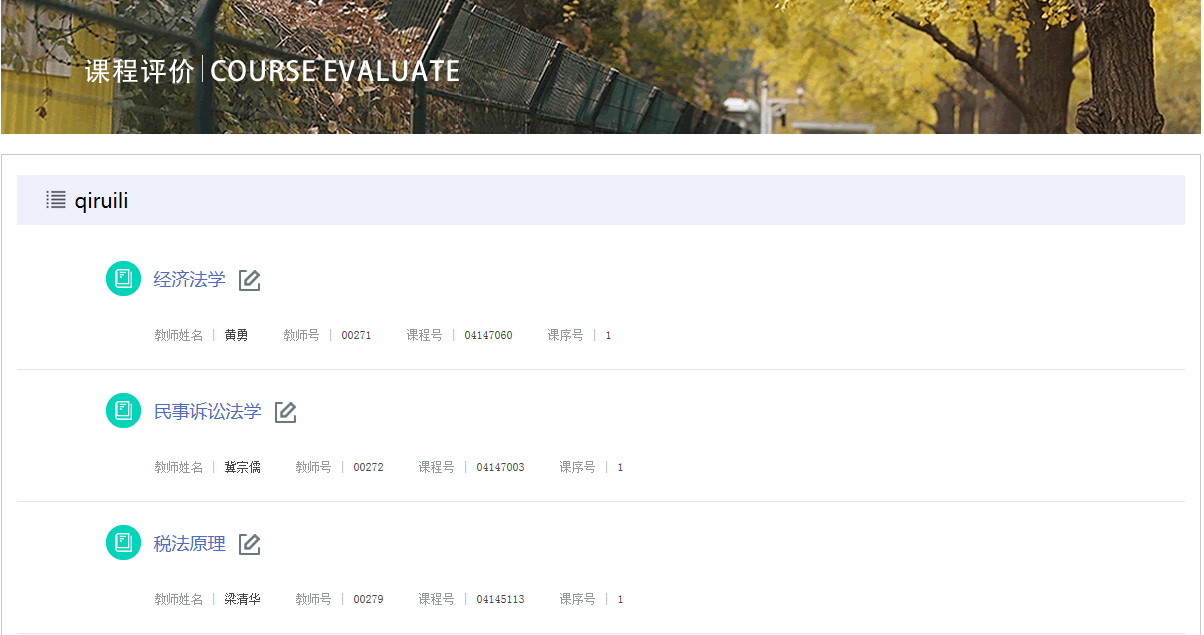 课程评价 | COURSE EVALUATE
qiruili
经济法学
教师姓名 | 黄勇 教师号 | 00271 课程号 | 04147060 课序号 | 1
民事诉讼法学
教师姓名 | 冀宗儒 教师号 | 00272 课程号 | 04147003 课序号 | 1
税法原理
教师姓名 | 梁清华 教师号 | 00279 课程号 | 04145113 课序号 | 1